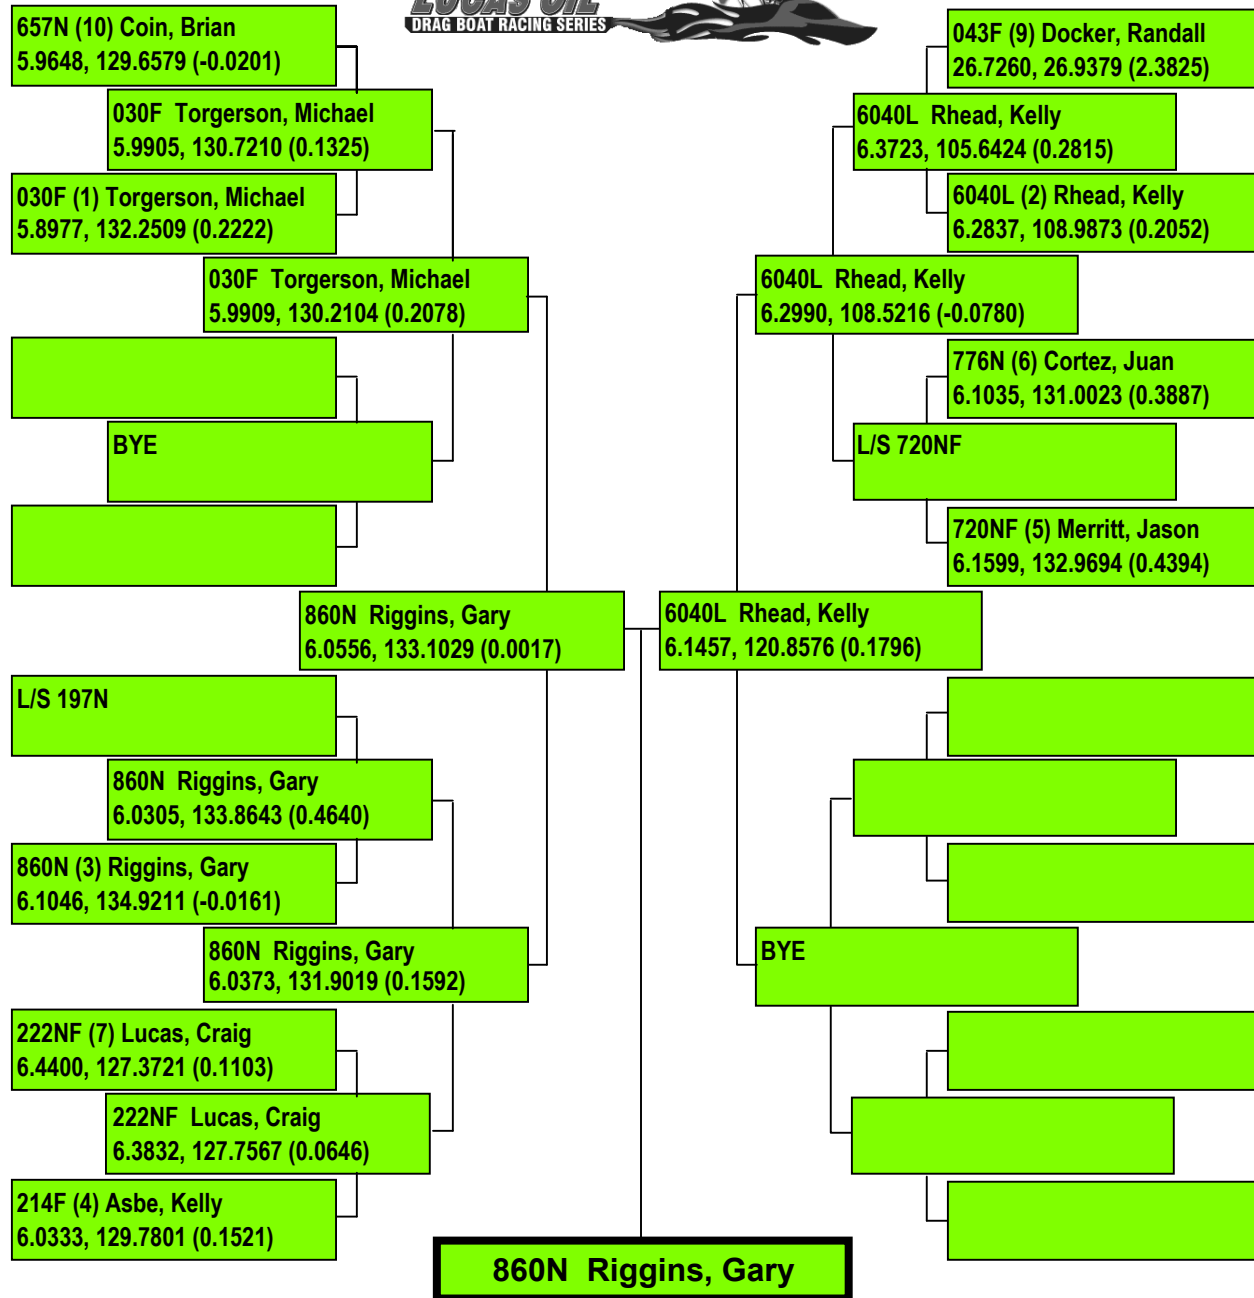 LUCAS OIL
DRAG BOAT RACING SERIES
657N (10) Coin, Brian
5.9648, 129.6579 (-0.0201)
030F Torgerson, Michael
5.9905, 130.7210 (0.1325)
030F (1) Torgerson, Michael
5.8977, 132.2509 (0.2222)
030F Torgerson, Michael
5.9909, 130.2104 (0.2078)
BYE
860N Riggins, Gary
6.0556, 133.1029 (0.0017)
L/S 197N
860N Riggins, Gary
6.0305, 133.8643 (0.4640)
860N (3) Riggins, Gary
6.1046, 134.9211 (-0.0161)
860N Riggins, Gary
6.0373, 131.9019 (0.1592)
222NF (7) Lucas, Craig
6.4400, 127.3721 (0.1103)
222NF Lucas, Craig
6.3832, 127.7567 (0.0646)
214F (4) Asbe, Kelly
6.0333, 129.7801 (0.1521)
043F (9) Docker, Randall
26.7260, 26.9379 (2.3825)
6040L Rhead, Kelly
6.3723, 105.6424 (0.2815)
6040L (2) Rhead, Kelly
6.2837, 108.9873 (0.2052)
6040L Rhead, Kelly
6.2990, 108.5216 (-0.0780)
776N (6) Cortez, Juan
6.1035, 131.0023 (0.3887)
L/S 720NF
720NF (5) Merritt, Jason
6.1599, 132.9694 (0.4394)
6040L Rhead, Kelly
6.1457, 120.8576 (0.1796)
BYE
860N Riggins, Gary